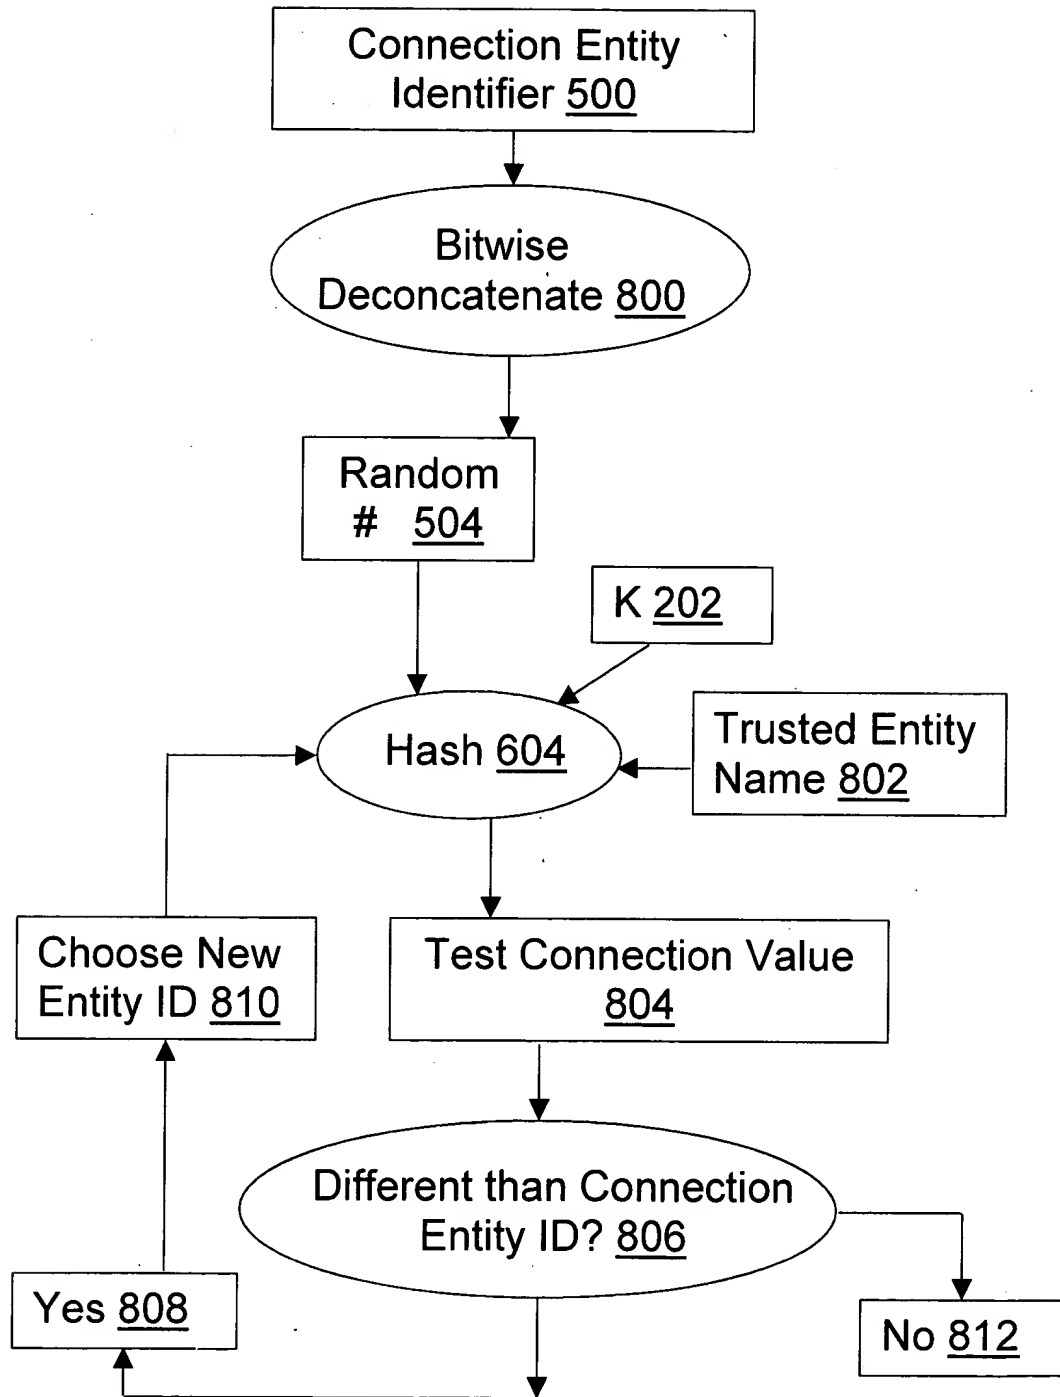 Connection Entity
Identifier 500
Bitwise
Deconcatenate 800
Random
# 504
K 202
Hash 604
Trusted Entity
Name 802
Choose New
Entity ID 810
Test Connection Value
804
Different than Connection
Entity ID? 806
Yes 808
No 812